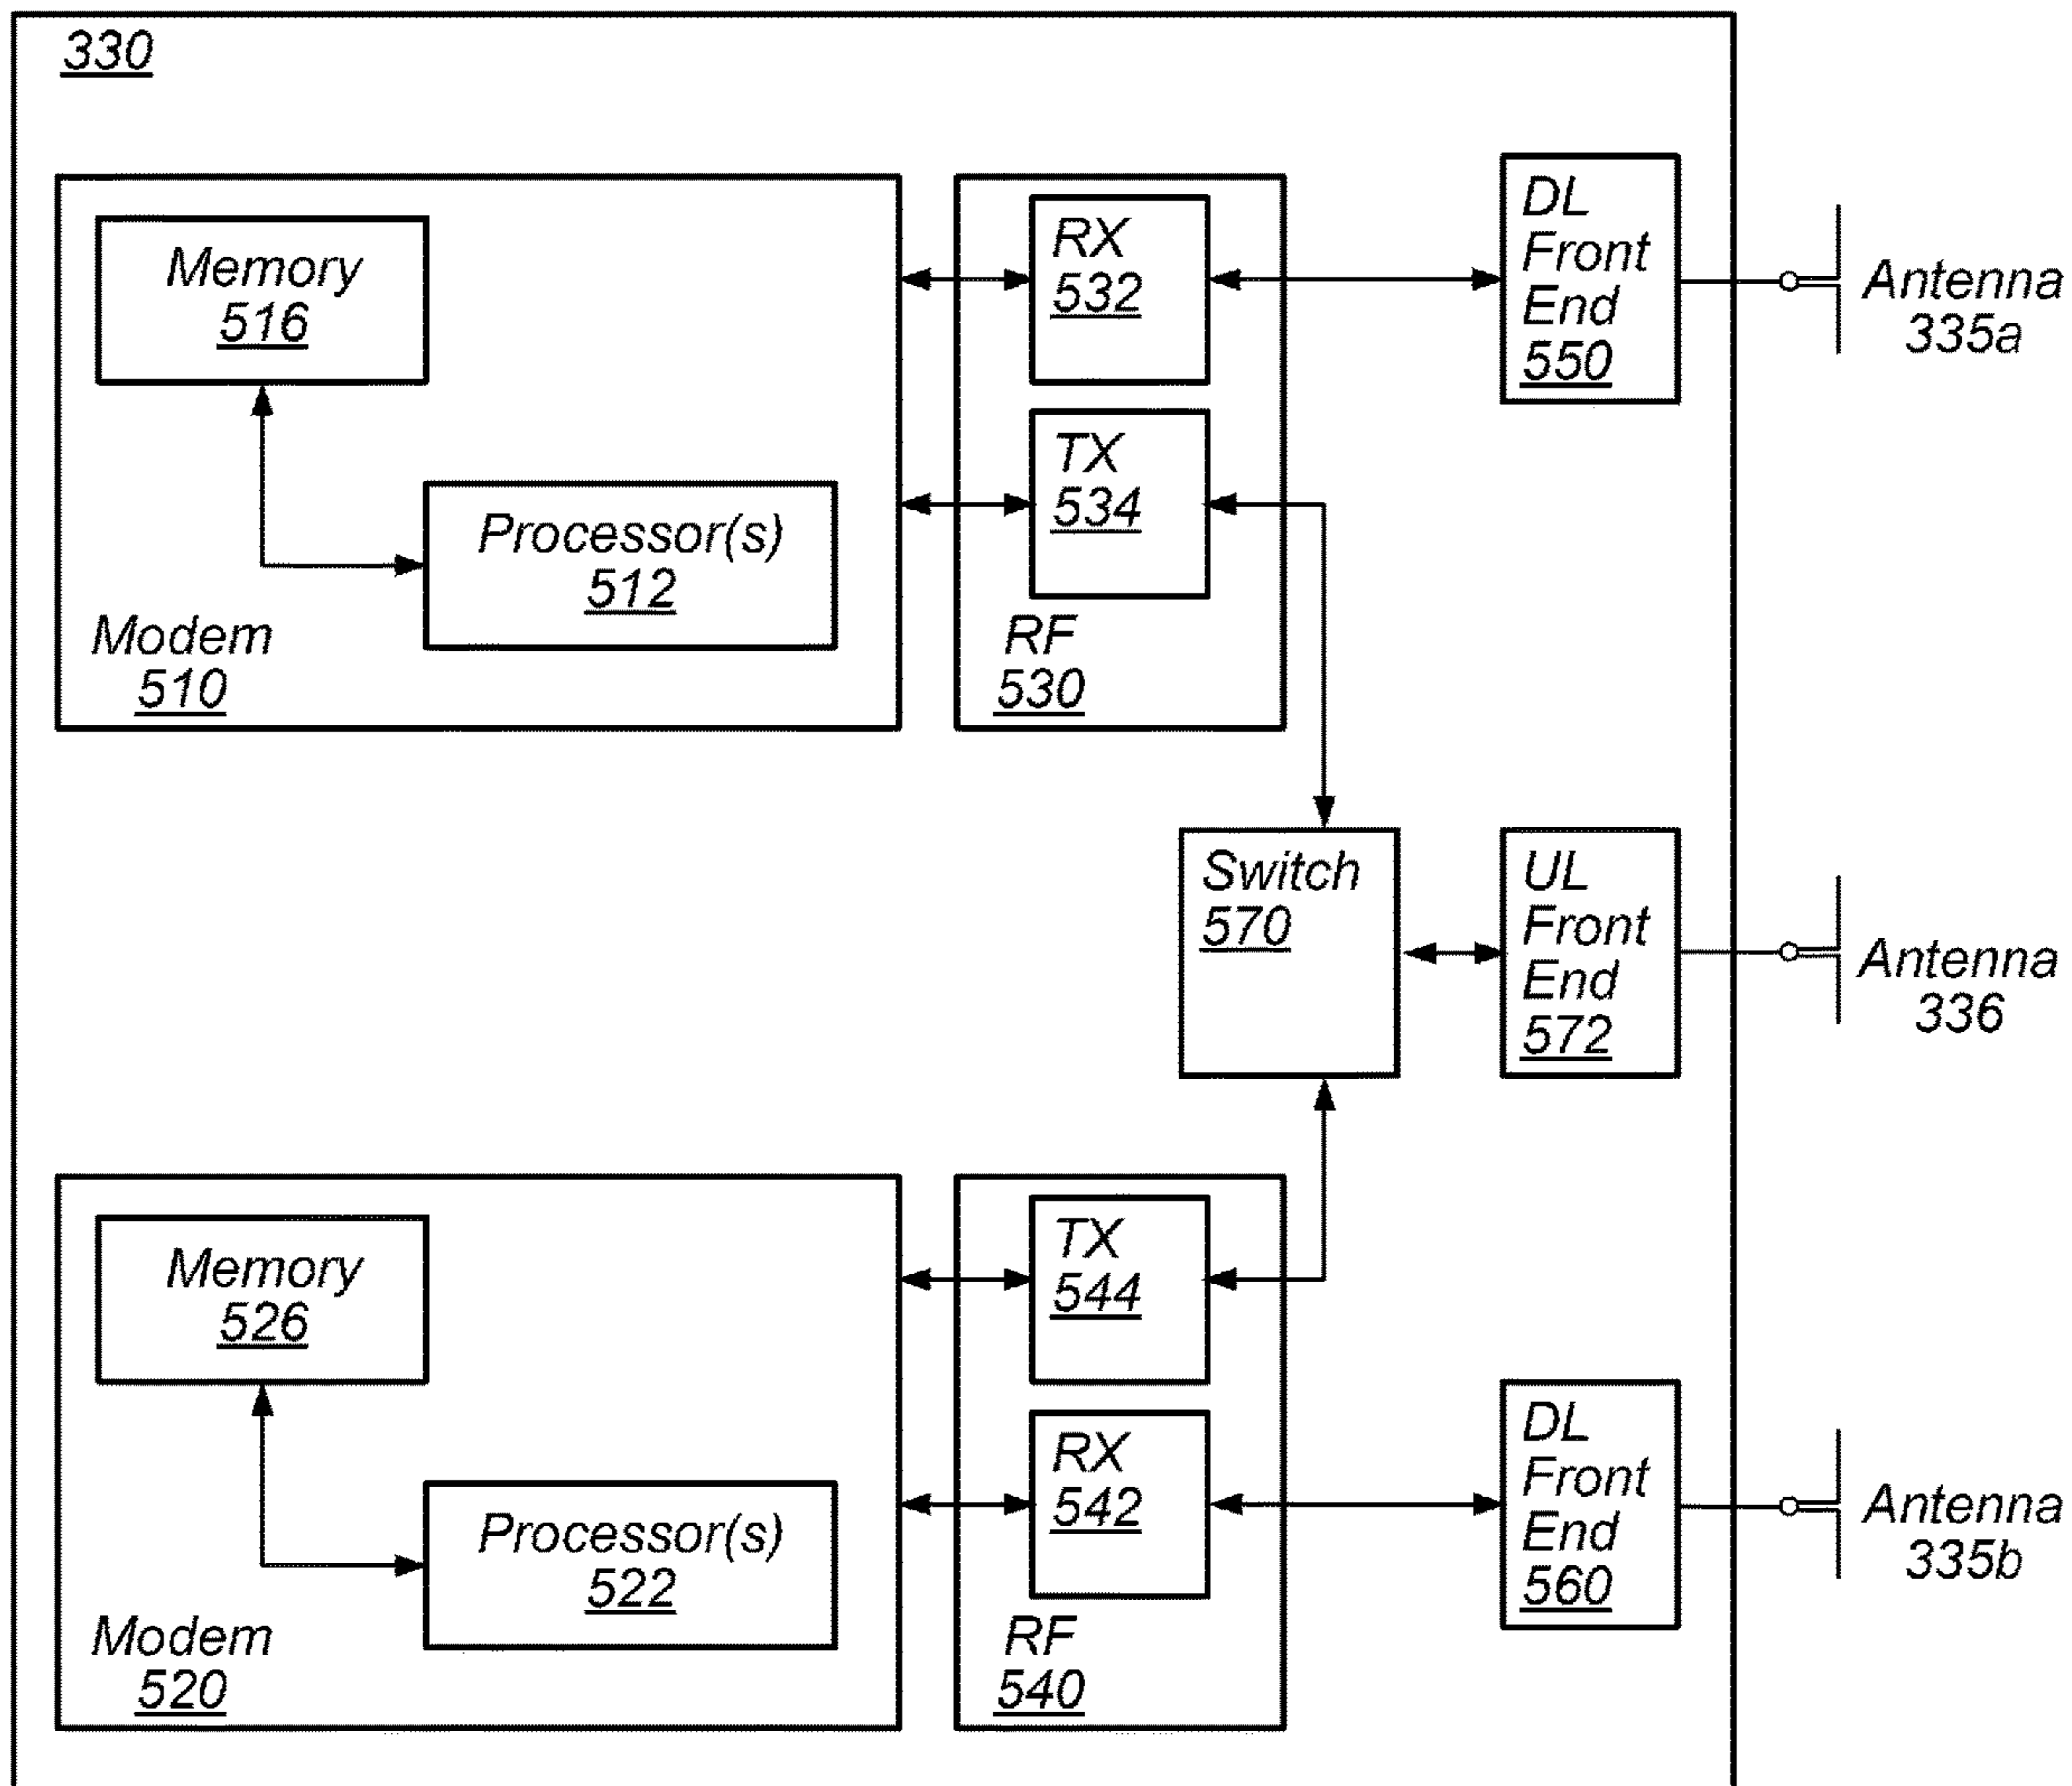 330
Memory
516
Processor(s)
512
Modem
510
RX
532
TX
534
RF
530
DL
Front
End
550
Antenna
335a
Switch
570
UL
Front
End
572
Antenna
336
Memory
526
Processor(s)
522
Modem
520
TX
544
RX
542
RF
540
DL
Front
End
560
Antenna
335b